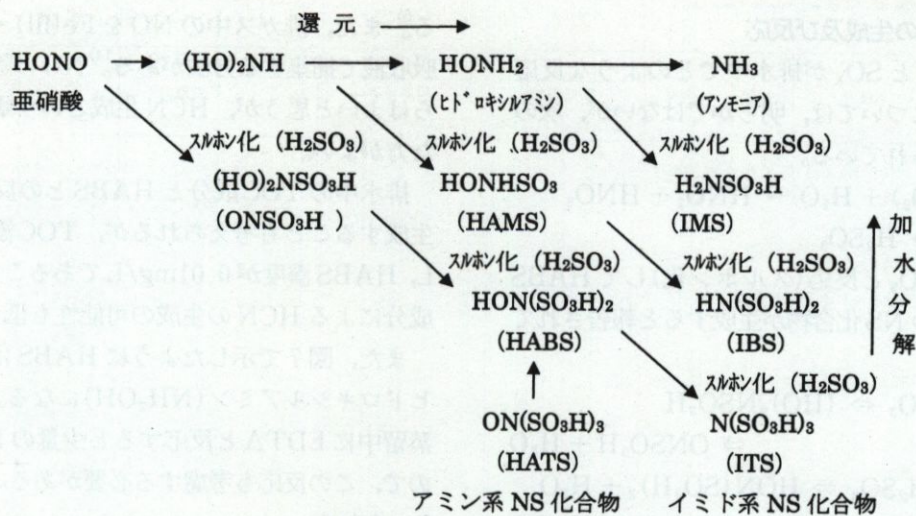 還元
HONO (HO)₂NH HONH₂ NH₃
亜硝酸 (ヒドロキシルアミン) (アンモニア)
スルホン化 (H₂SO₃) スルホン化 (H₂SO₃) スルホン化 (H₂SO₃)
(HO)₂NSO₃H HONHSO₃ H₂NSO₃H
(ONSO₃H ) (HAMS) (IMS)
スルホン化 (H₂SO₃) スルホン化 (H₂SO₃)
HON(SO₃H)₂ HN(SO₃H)₂
(HABS) (IBS)
スルホン化 (H₂SO₃)
ON(SO₃H)₃ N(SO₃H)₃
(HATS) (ITS)
アミン系 NS 化合物 イミド系 NS 化合物
加水分解